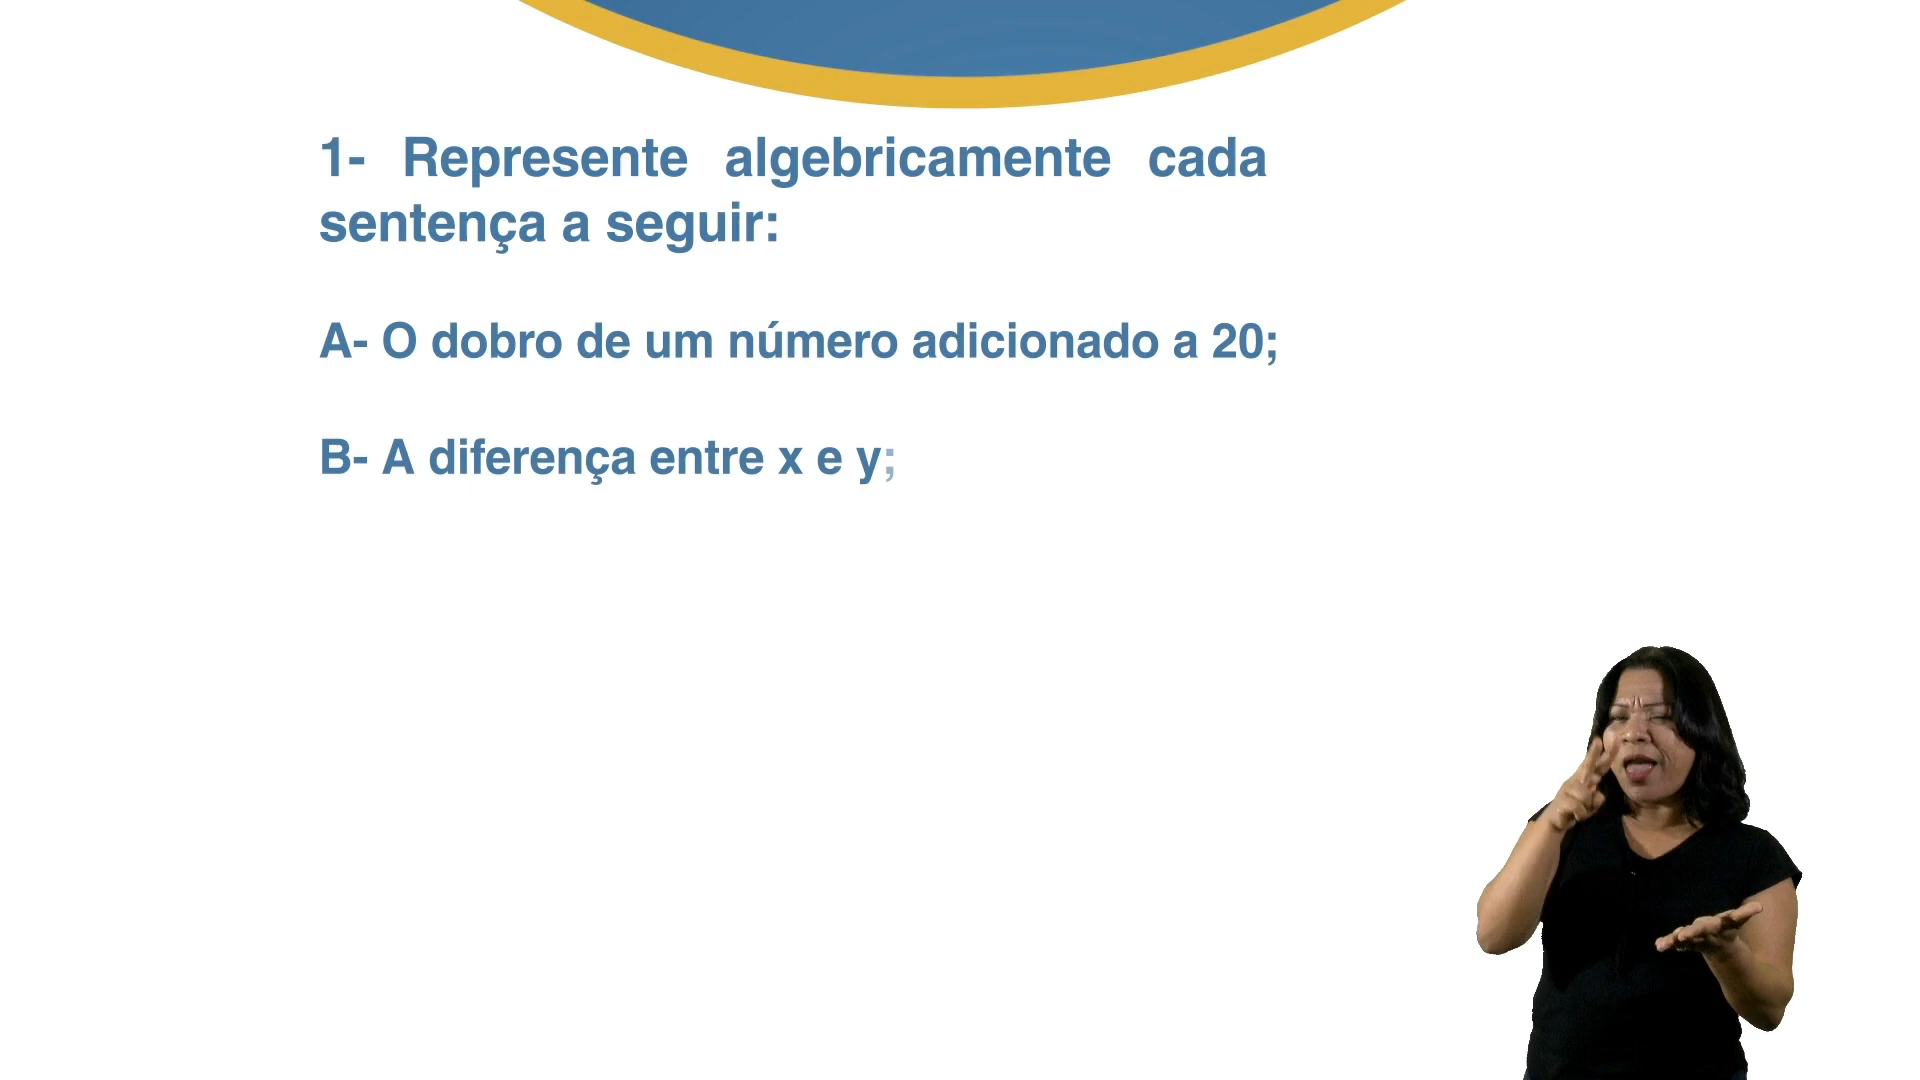 1- Represente algebricamente cada
sentença a seguir:
A- O dobro de um número adicionado a 20;
B- A diferença entre x e y;